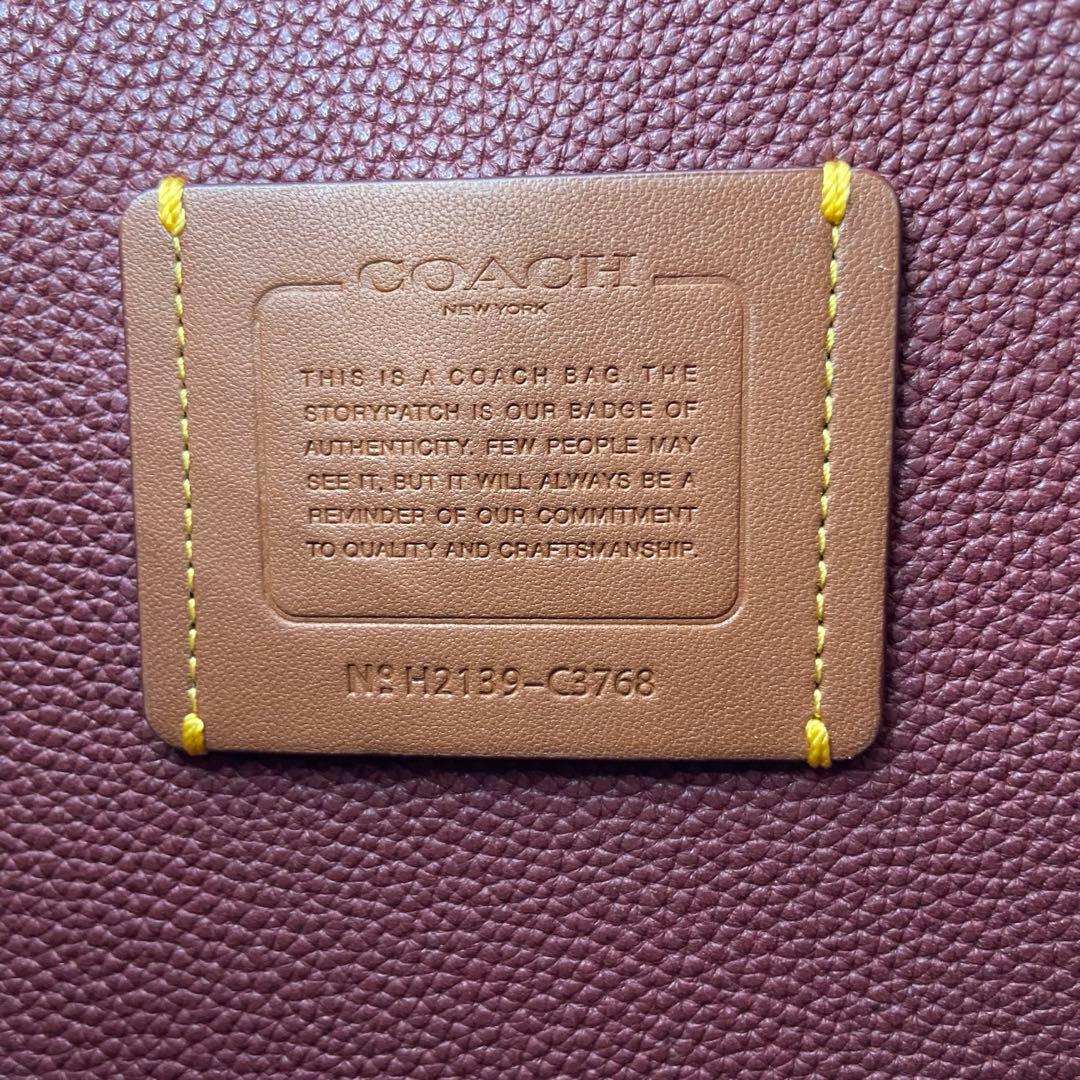 COACH
NEW YORK
THIS IS A COACH BAG. THE
STORYPATCH IS OUR BADGE OF
AUTHENTICITY. FEW PEOPLE MAY
SEE IT, BUT IT WILL ALWAYS BE A
REMINDER OF OUR COMMITMENT
TO QUALITY AND CRAFTSMANSHIP.
Nº H2139-C3768